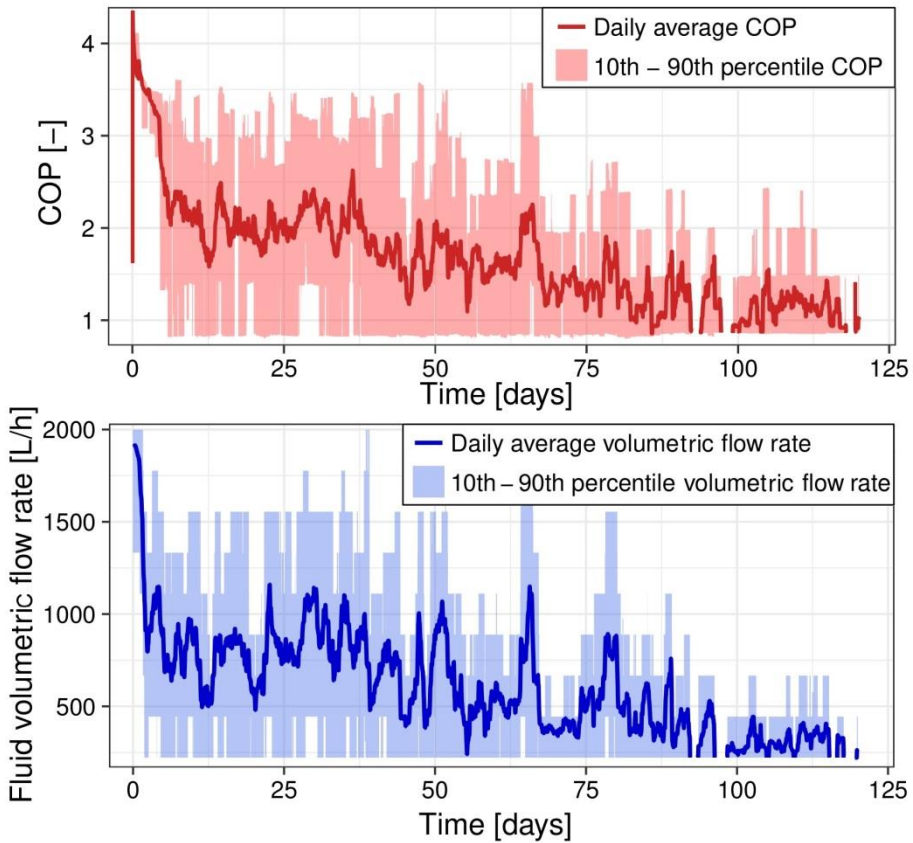 Daily average COP
10th – 90th percentile COP
COP [–]
4
3
2
1
0
25
50
75
100
125
Time [days]
Daily average volumetric flow rate
10th – 90th percentile volumetric flow rate
Fluid volumetric flow rate [L/h]
2000
1500
1000
500
0
25
50
75
100
125
Time [days]